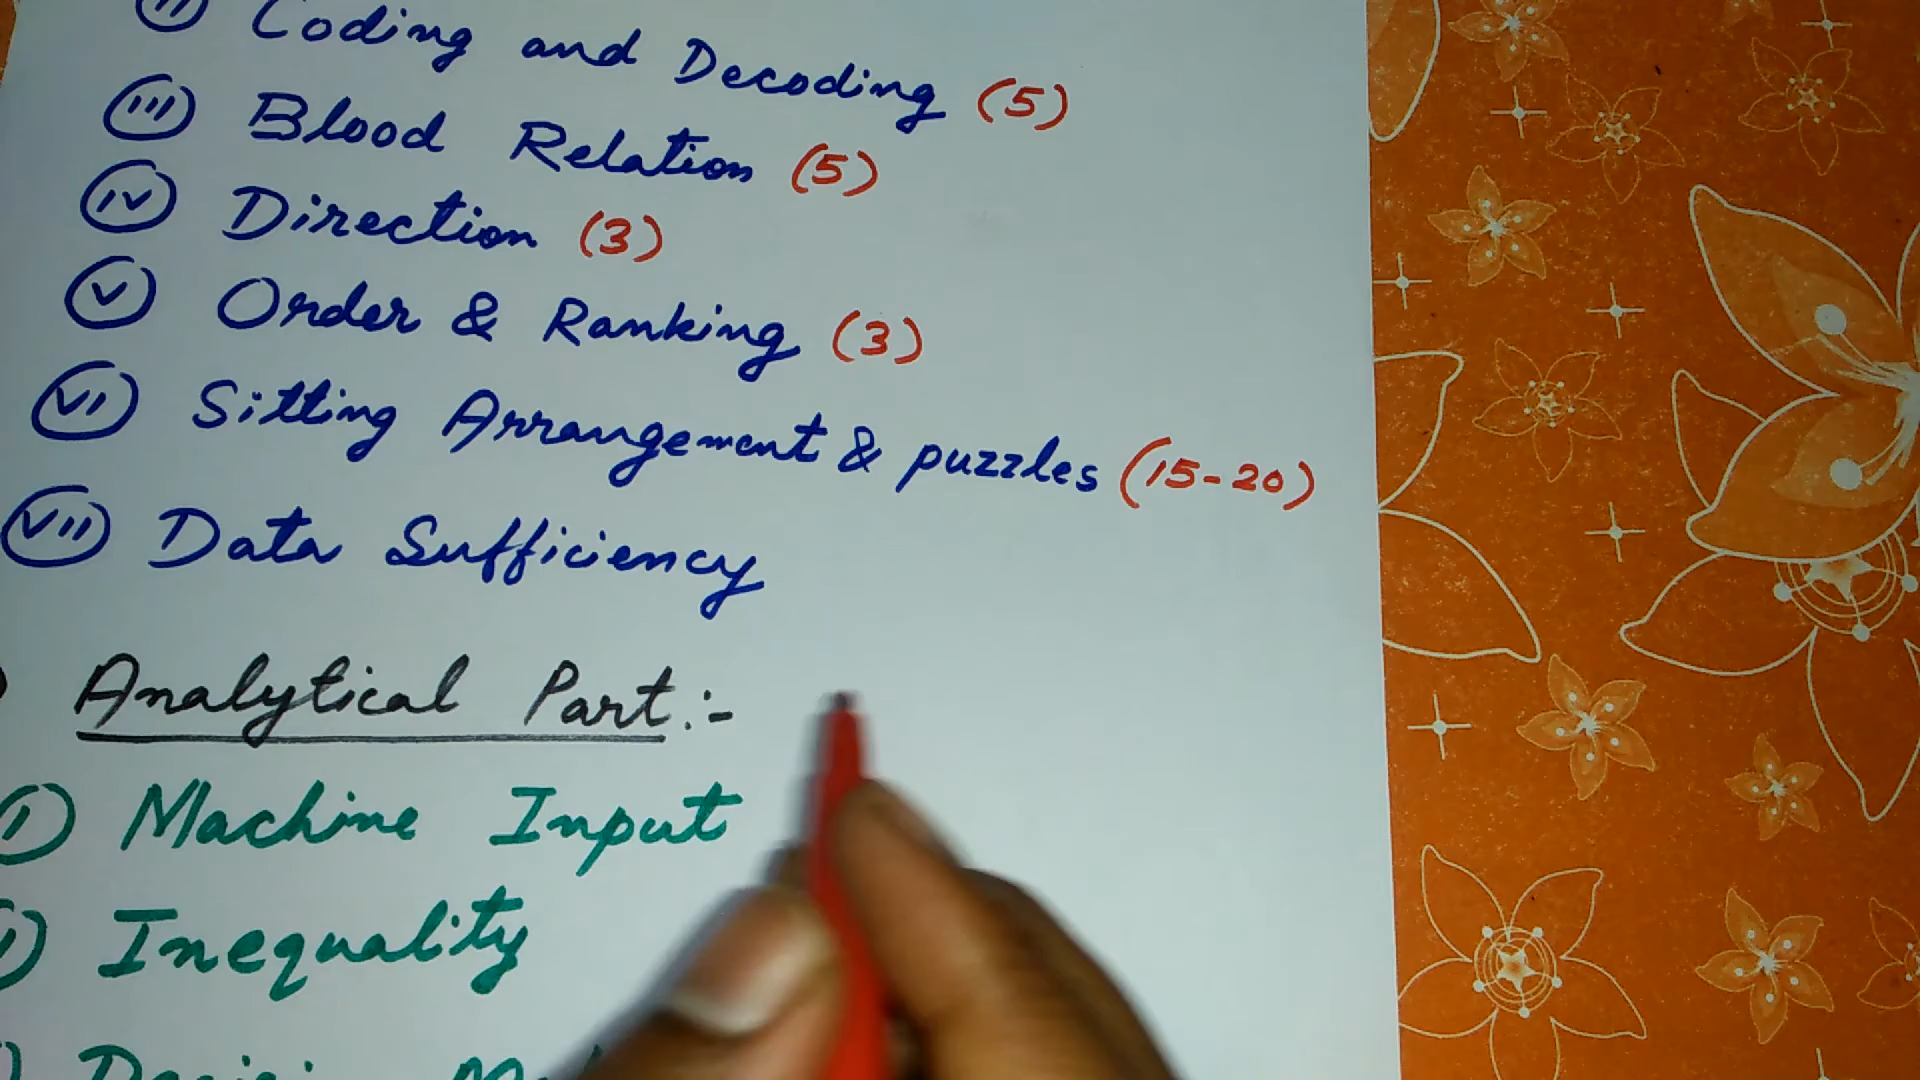 (ii) Coding and Decoding (5)
(iii) Blood Relation (5)
(iv) Direction (3)
(v) Order & Ranking (3)
(vi) Sitting Arrangement & puzzles (15-20)
(vii) Data Sufficiency
Analytical Part:-
Machine Input
Inequality